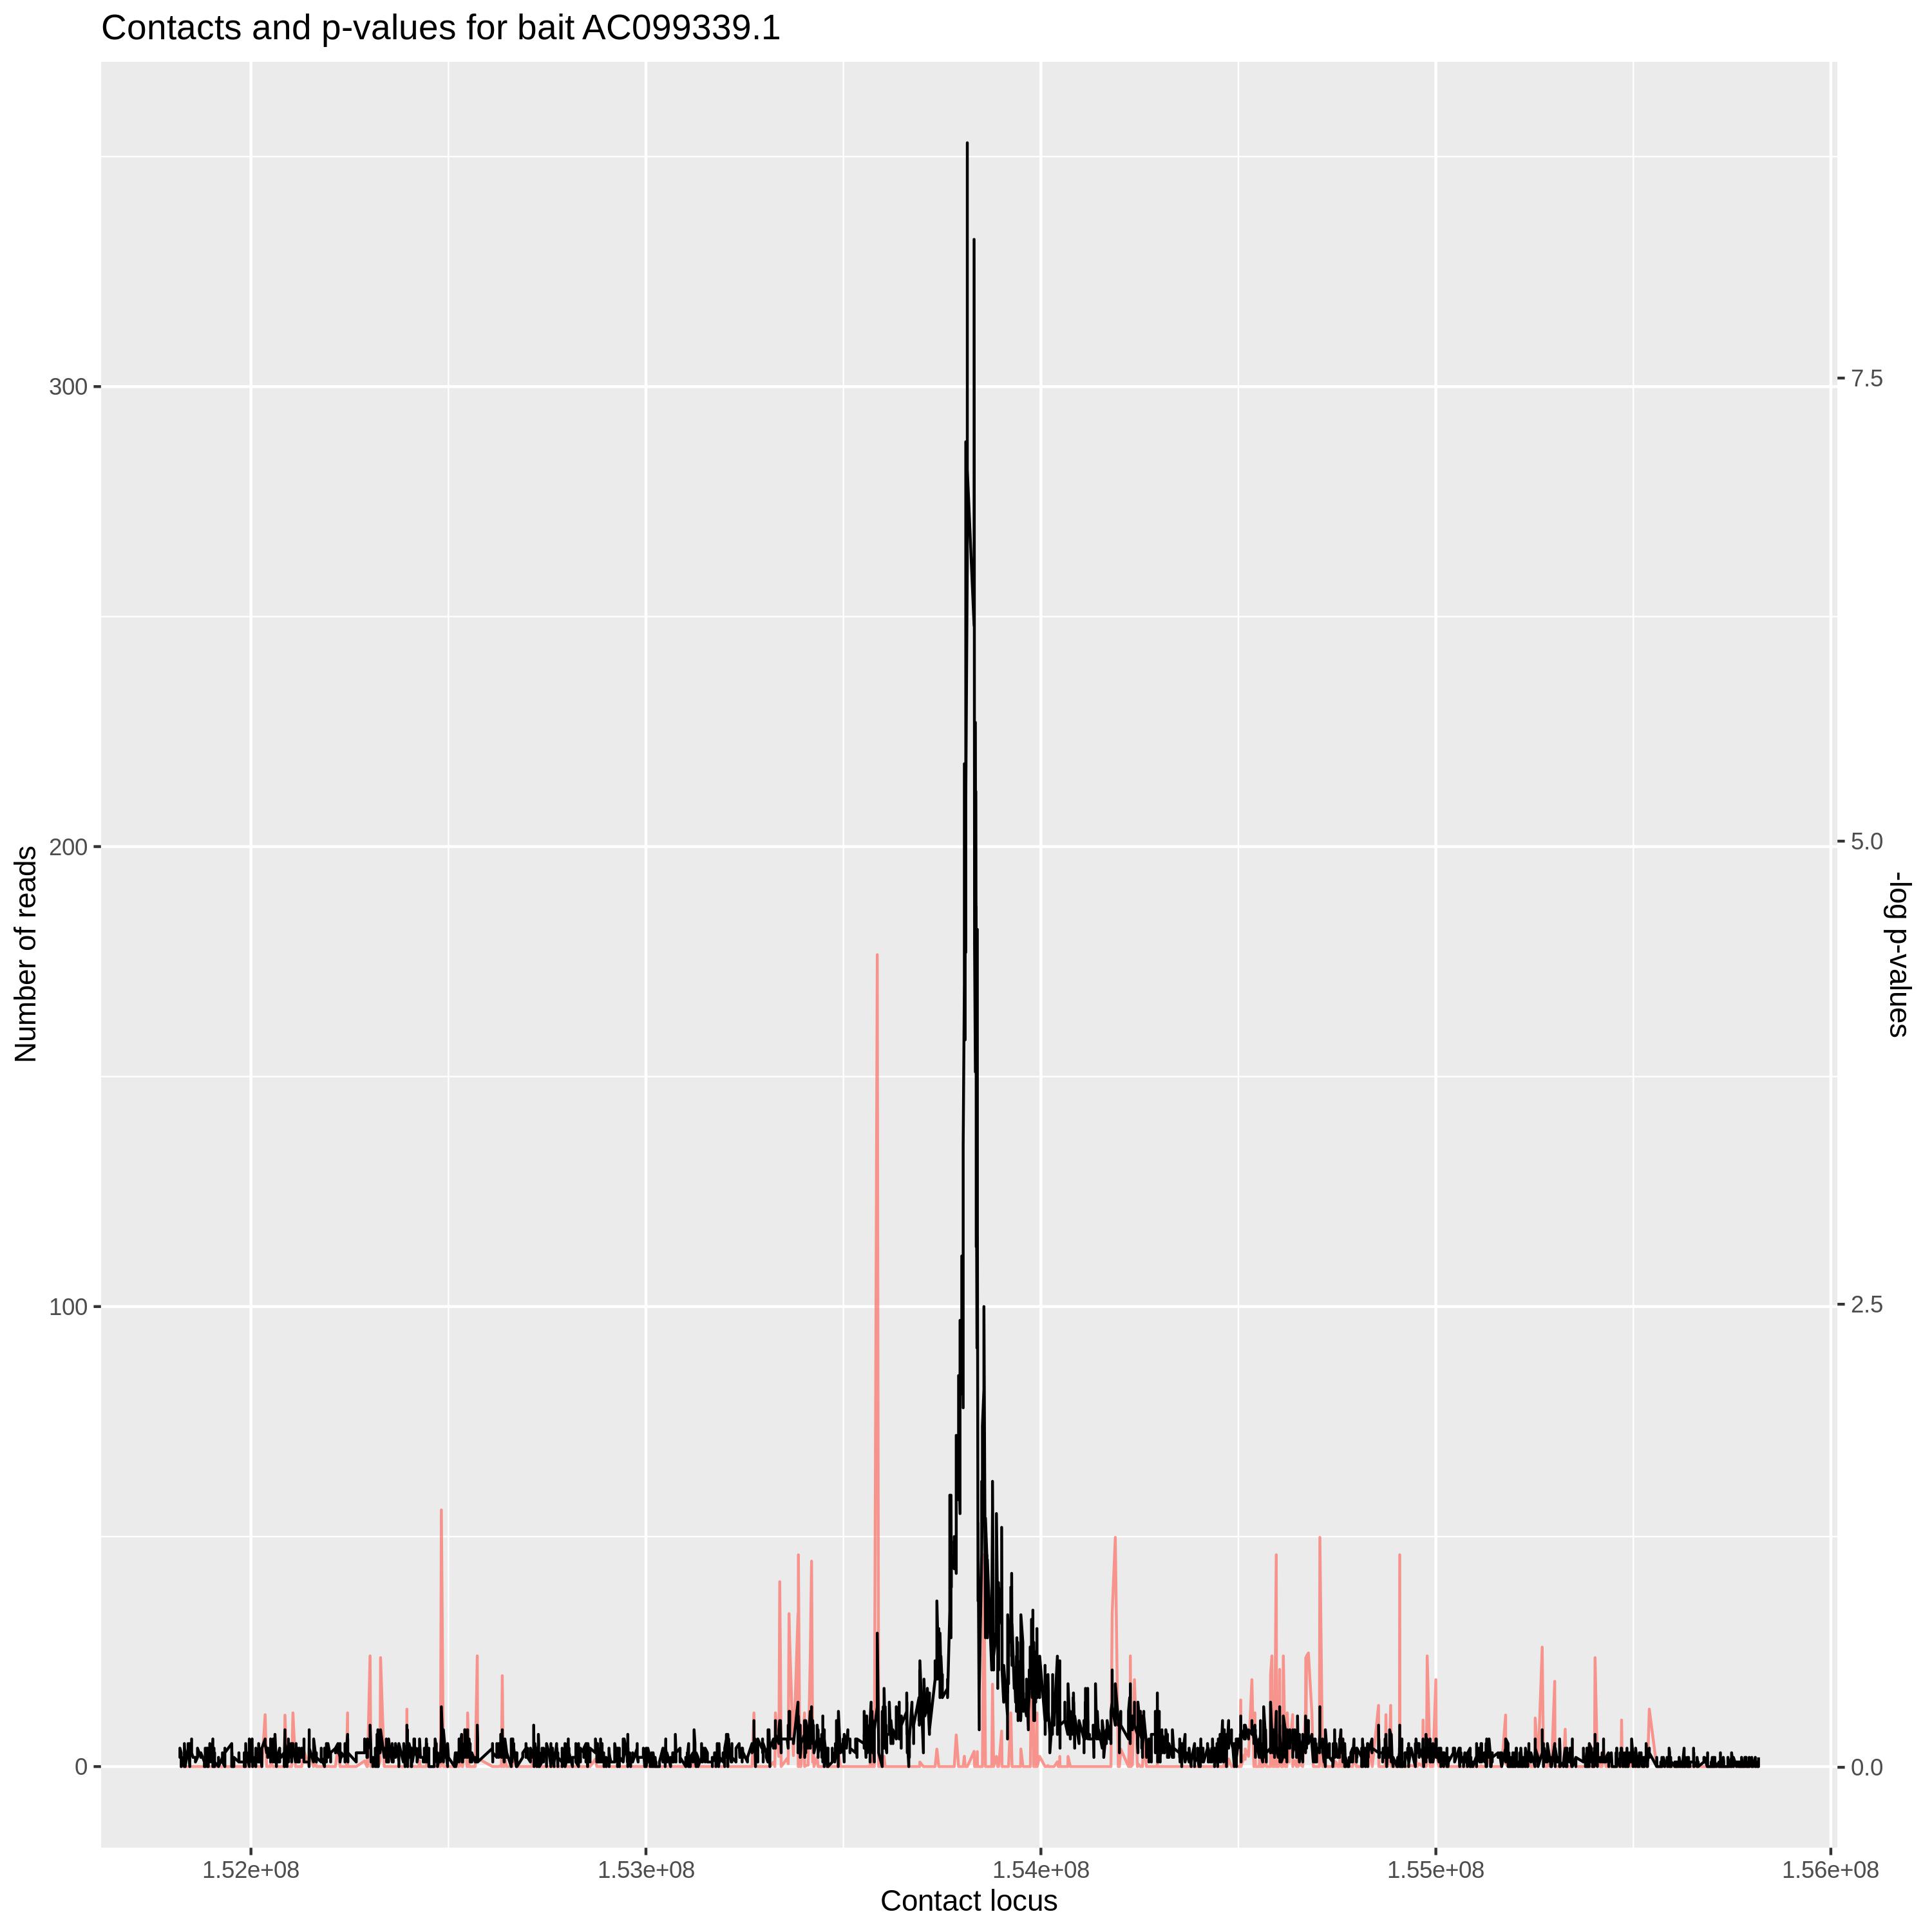 Contacts and p-values for bait AC099339.1
Number of reads
300
200
100
0
7.5
5.0
2.5
0.0
-log p-values
1.52e+08
1.53e+08
1.54e+08
1.55e+08
1.56e+08
Contact locus